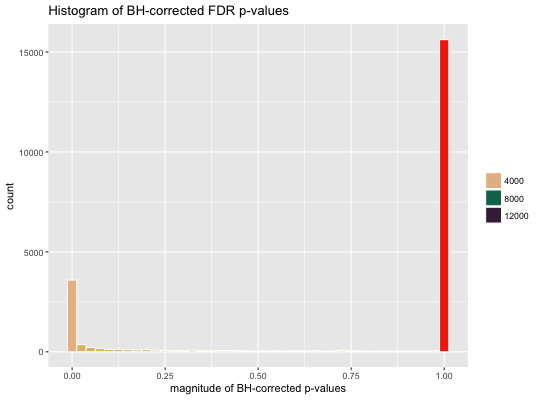 Histogram of BH-corrected FDR p-values
15000
10000
5000
0
count
0.00 0.25 0.50 0.75 1.00
magnitude of BH-corrected p-values
4000
8000
12000